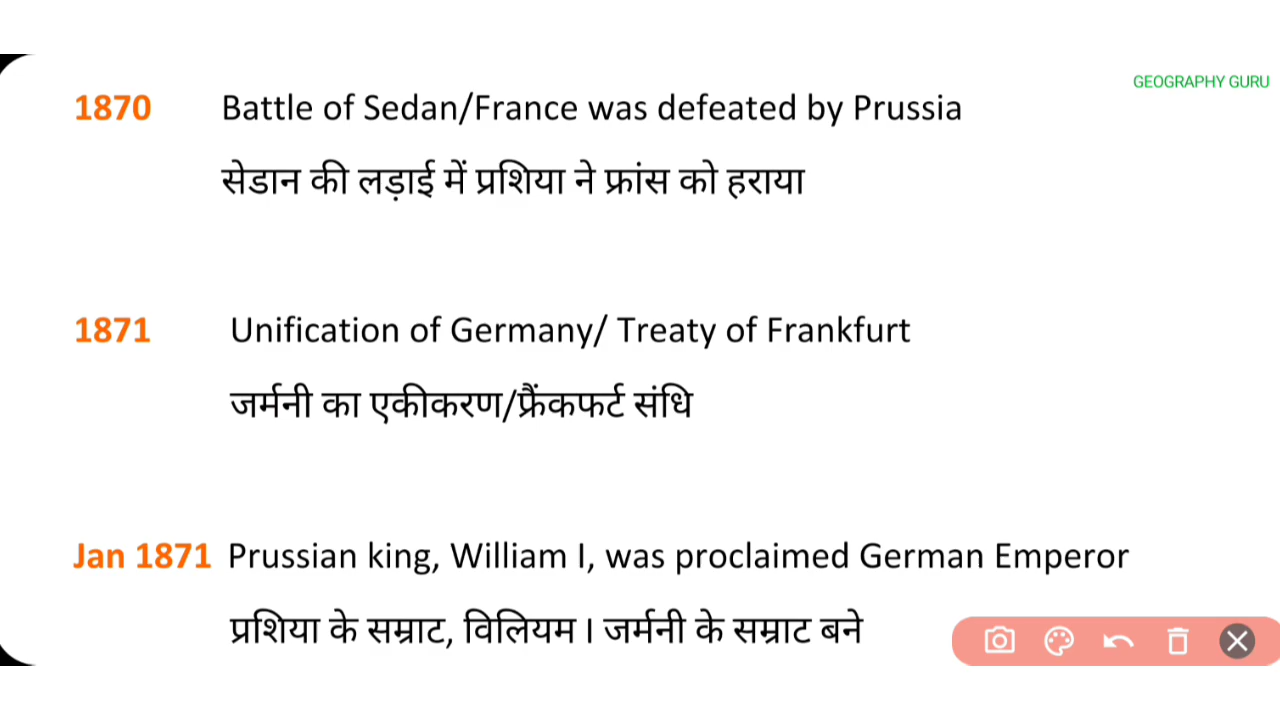 GEOGRAPHY GURU
1870 Battle of Sedan/France was defeated by Prussia
सेडान की लड़ाई में प्रशिया ने फ्रांस को हराया
1871 Unification of Germany/ Treaty of Frankfurt
जर्मनी का एकीकरण/फ्रैंकफर्ट संधि
Jan 1871 Prussian king, William I, was proclaimed German Emperor
प्रशिया के सम्राट, विलियम I जर्मनी के सम्राट बने